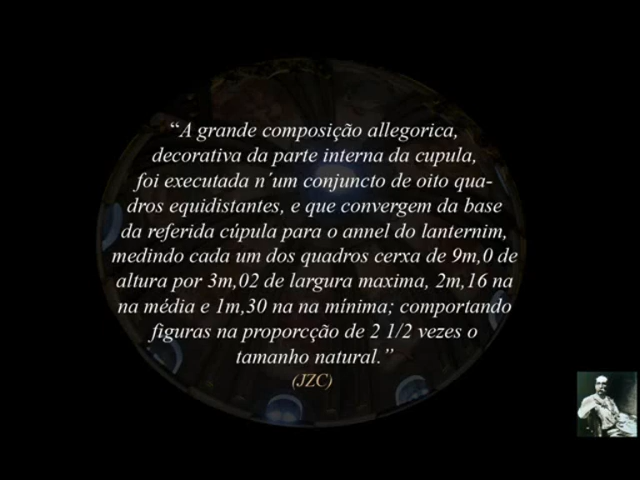 “A grande composição allegorica,
decorativa da parte interna da cupula,
foi executada n´um conjuncto de oito qua-
dros equidistantes, e que convergem da base
da referida cúpula para o annel do lanternim,
medindo cada um dos quadros cerxa de 9m,0 de
altura por 3m,02 de largura maxima, 2m,16 na
na média e 1m,30 na na mínima; comportando
figuras na proporcção de 2 1/2 vezes o
tamanho natural.”
(JZC)